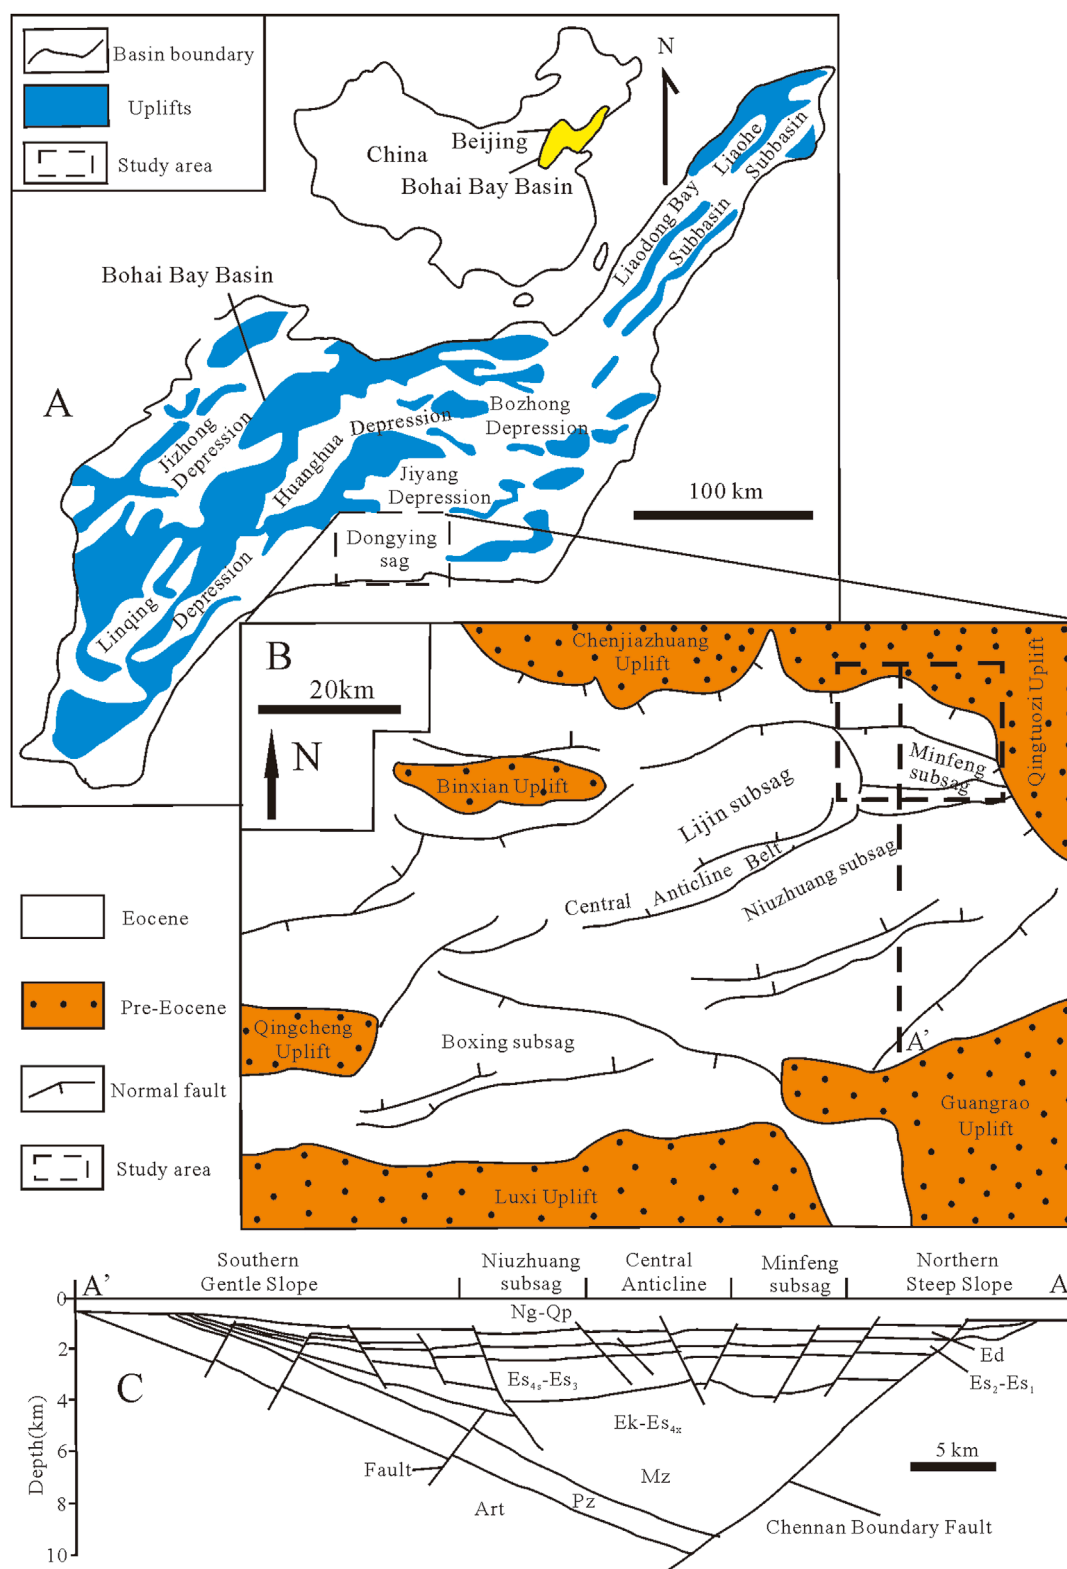 Basin boundary
Uplifts
Study area
N
China
Beijing
Bohai Bay Basin
Liaohe
Subbasin
Liaodong Bay
Subbasin
Bohai Bay Basin
A
Jizhong
Depression
Huanghua Depression
Bozhong
Depression
Jiyang
Depression
100 km
Dongying
sag
Linqing
Depression
B
20km
N
Chenjiazhuang
Uplift
Qingtuozi Uplift
Binxian Uplift
Minfeng
subsag
Lijin subsag
Central Anticline Belt
Niuzhuang subsag
Eocene
Pre-Eocene
Normal fault
Study area
Qingcheng
Uplift
Boxing subsag
A’
Guangrao
Uplift
Luxi Uplift
A’
Southern
Gentle Slope
Niuzhuang
subsag
Central
Anticline
Minfeng
subsag
Northern
Steep Slope
A
0
2
4
6
8
10
Depth(km)
C
Ng-Qp
Ed
Es₂-Es₁
Es₄ₛ-Es₃
Ek-Es₄ₓ
Mz
Pz
Art
Fault
5 km
Chennan Boundary Fault